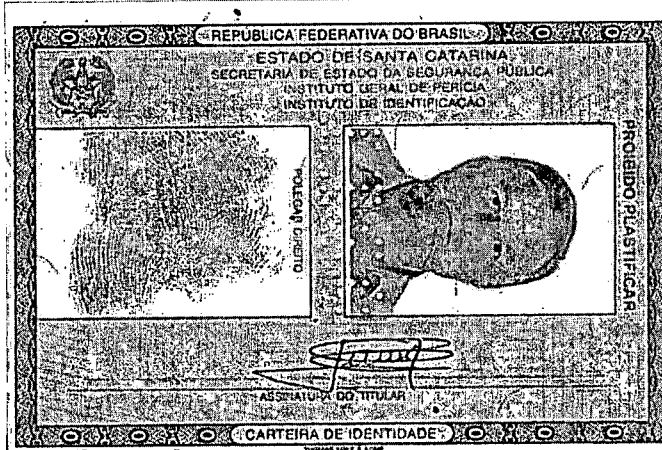 REPÚBLICA FEDERATIVA DO BRASIL
ESTADO DE SANTA CATARINA
SECRETARIA DE ESTADO DA SEGURANÇA PÚBLICA
INSTITUTO GERAL DE PERÍCIA
INSTITUTO DE IDENTIFICAÇÃO
POLEGAR DIREITO
PROIBIDO PLASTIFICAR
ASSINATURA DO TITULAR
CARTEIRA DE IDENTIDADE